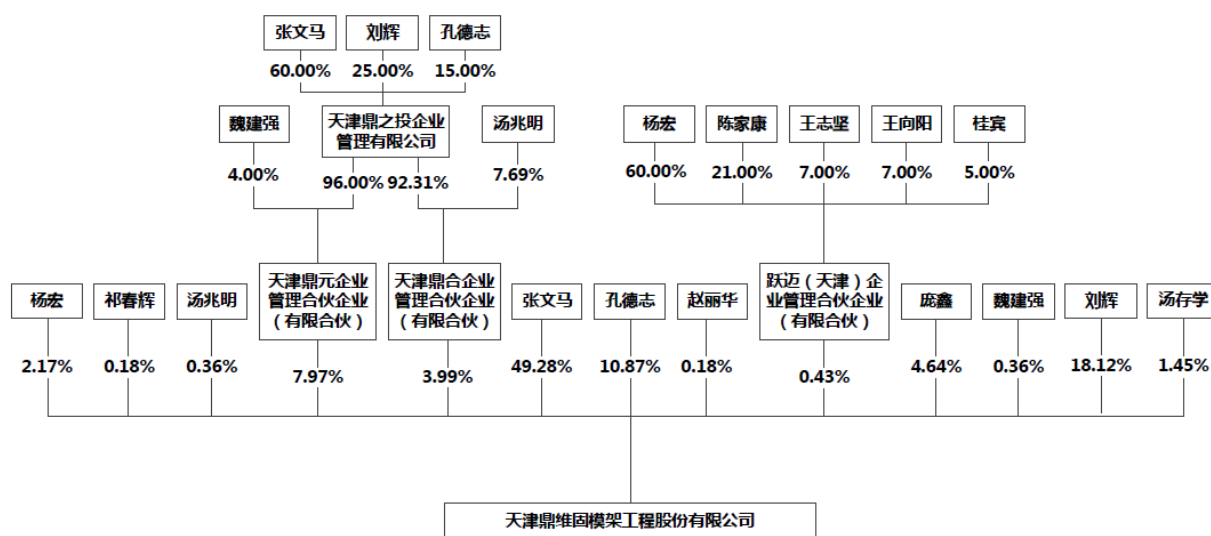 张文马 刘辉 孔德志
60.00% 25.00% 15.00%
魏建强 天津鼎之投企业 汤兆明 杨宏 陈家康 王志坚 王向阳 桂宾
管理有限公司
4.00% 96.00% 92.31% 7.69% 60.00% 21.00% 7.00% 7.00% 5.00%
天津鼎元企业 天津鼎合企业 跃迈（天津）企
杨宏 祁春辉 汤兆明 管理合伙企业 管理合伙企业 张文马 孔德志 赵丽华 业管理合伙企业 庞鑫 魏建强 刘辉 汤存学
（有限合伙） （有限合伙） （有限合伙）
2.17% 0.18% 0.36% 7.97% 3.99% 49.28% 10.87% 0.18% 0.43% 4.64% 0.36% 18.12% 1.45%
天津鼎维固模架工程股份有限公司